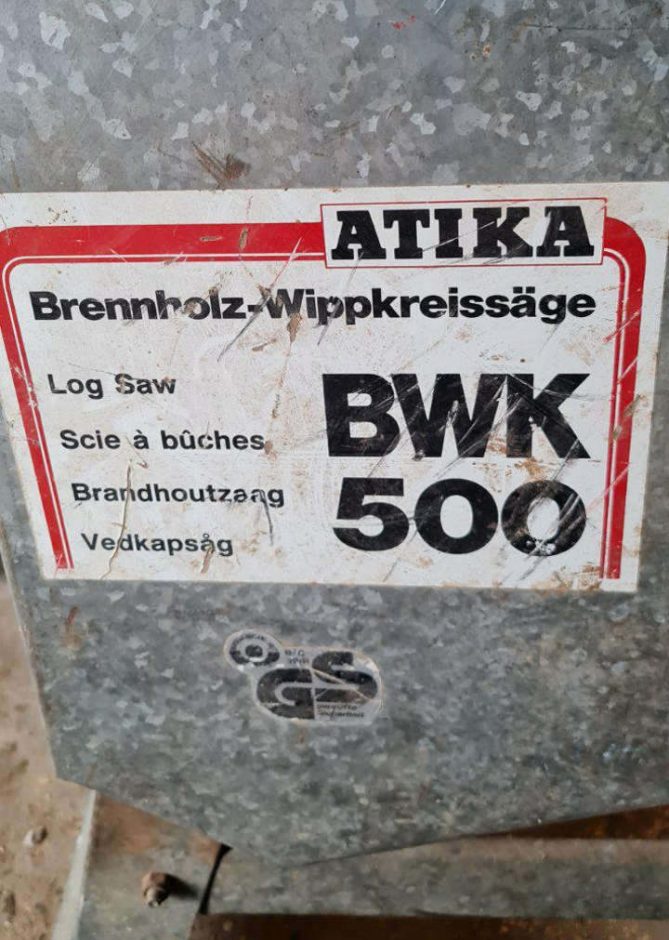 ATIKA
Brennholz-Wippkreissäge
Log Saw
Scie à bûches
Brandhoutzaag
Vedkapsåg
BWK
500
GS